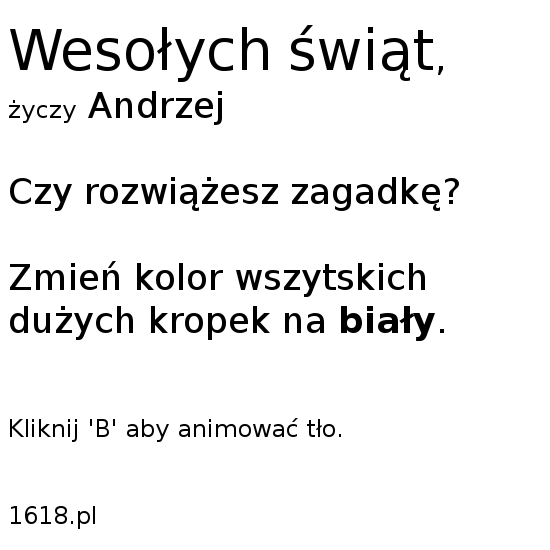 Wesołych świąt,
życzy Andrzej
Czy rozwiążesz zagadkę?
Zmień kolor wszytskich
dużych kropek na biały.
Kliknij 'B' aby animować tło.
1618.pl